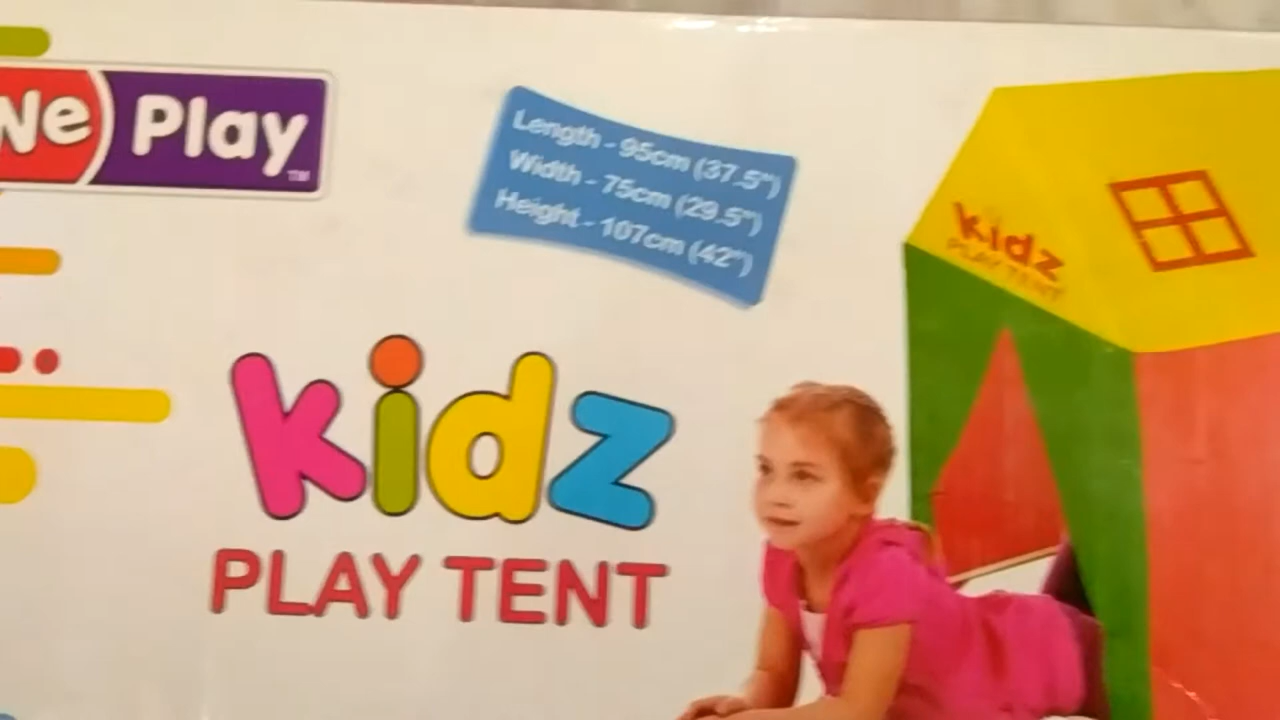 We Play
TM
Length - 95cm (37.5")
Width - 75cm (29.5")
Height - 107cm (42")
kidz
PLAY TENT
kidz
PLAY TENT